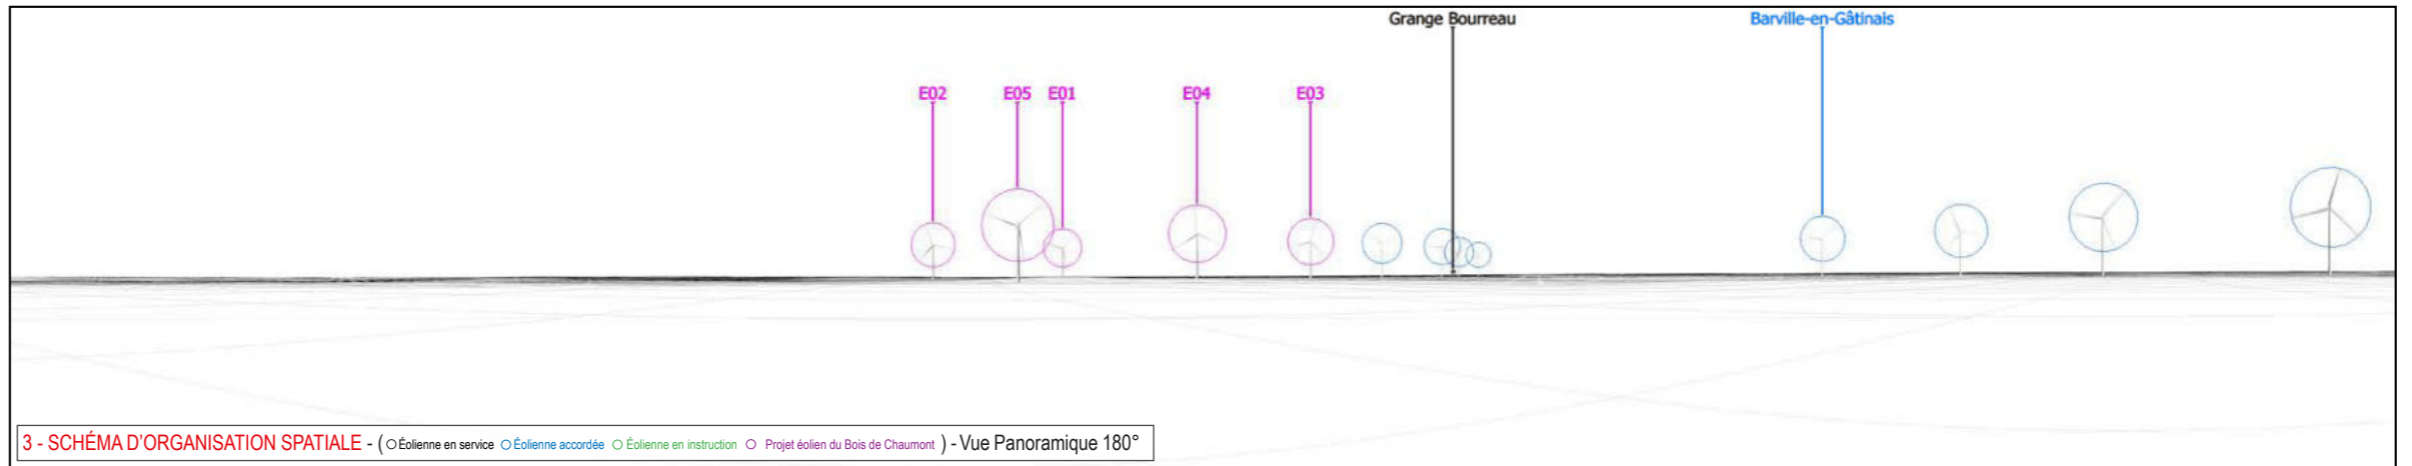 Grange Bourreau
Barville-en-Gâtinais
E02
E05
E01
E04
E03
3 - SCHÉMA D'ORGANISATION SPATIALE - ( Éolienne en service Éolienne accordée Éolienne en instruction Projet éolien du Bois de Chaumont ) - Vue Panoramique 180°